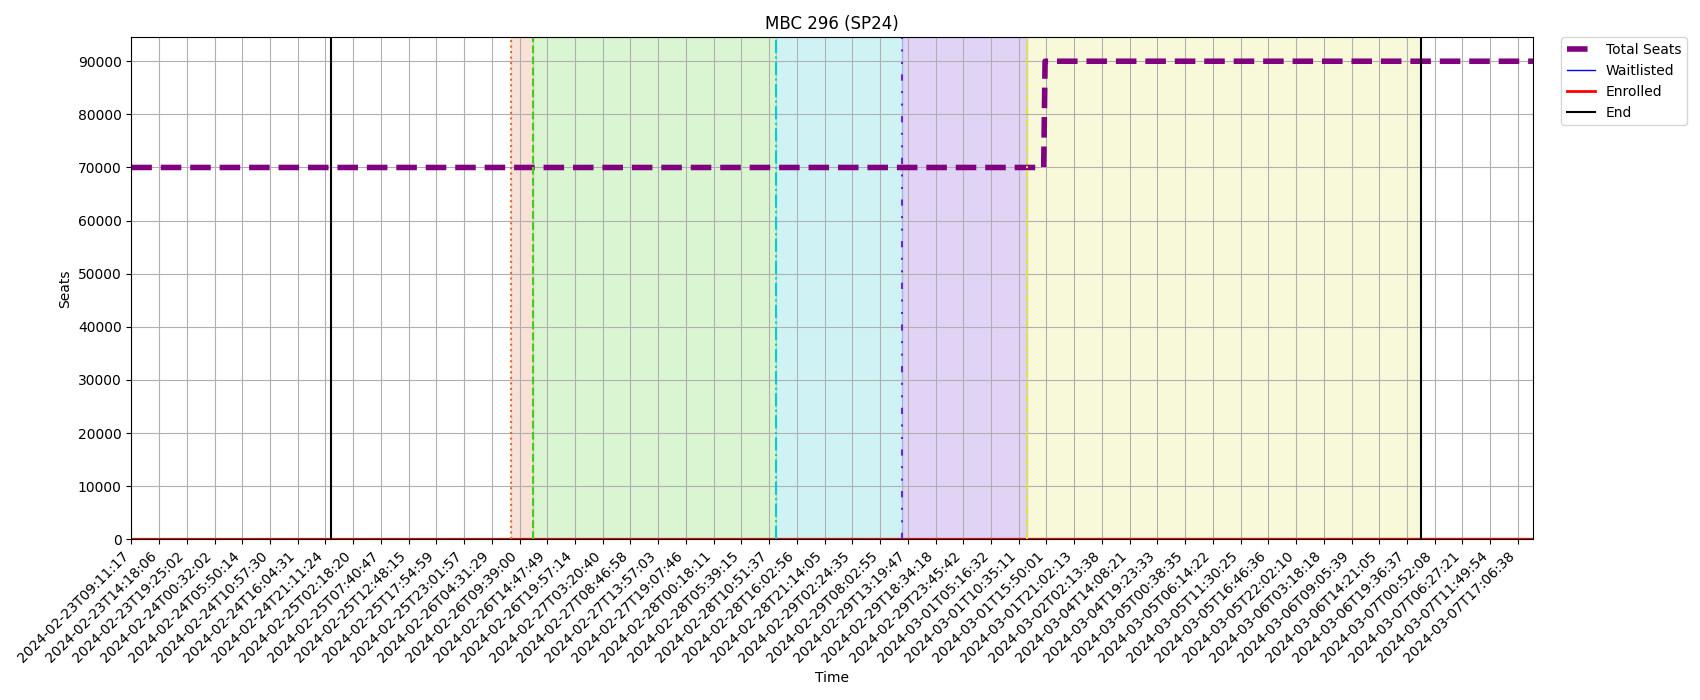 MBC 296 (SP24)
Total Seats
Waitlisted
Enrolled
End
90000
80000
70000
60000
50000
40000
30000
20000
10000
0
Seats
2024-02-23T09:11:17
2024-02-23T14:18:06
2024-02-23T19:25:02
2024-02-24T00:32:02
2024-02-24T05:50:14
2024-02-24T10:57:30
2024-02-24T16:04:31
2024-02-24T21:11:24
2024-02-25T02:18:20
2024-02-25T07:40:47
2024-02-25T12:48:15
2024-02-25T17:54:59
2024-02-25T23:01:57
2024-02-26T04:31:29
2024-02-26T09:39:00
2024-02-26T14:47:49
2024-02-26T19:57:14
2024-02-27T03:20:40
2024-02-27T08:46:58
2024-02-27T13:57:03
2024-02-27T19:07:46
2024-02-28T00:18:11
2024-02-28T05:39:15
2024-02-28T10:51:37
2024-02-28T16:02:56
2024-02-28T21:14:05
2024-02-29T02:24:35
2024-02-29T08:02:55
2024-02-29T13:19:47
2024-02-29T18:34:18
2024-02-29T23:45:42
2024-03-01T05:16:32
2024-03-01T10:35:11
2024-03-01T15:50:01
2024-03-01T21:02:13
2024-03-02T02:13:38
2024-03-04T14:08:21
2024-03-04T19:23:33
2024-03-05T00:38:35
2024-03-05T06:14:22
2024-03-05T11:30:25
2024-03-05T16:46:36
2024-03-05T22:02:10
2024-03-06T03:18:18
2024-03-06T09:05:39
2024-03-06T14:21:05
2024-03-06T19:36:37
2024-03-07T00:52:08
2024-03-07T06:27:21
2024-03-07T11:49:54
2024-03-07T17:06:38
Time